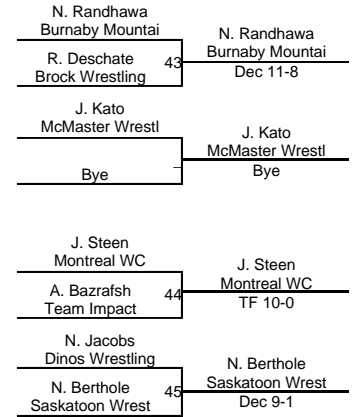 N. Randhawa
Burnaby Mountai
R. Deschate
Brock Wrestling
43
N. Randhawa
Burnaby Mountai
Dec 11-8
J. Kato
McMaster Wrestl
Bye
J. Kato
McMaster Wrestl
Bye
J. Steen
Montreal WC
A. Bazrafsh
Team Impact
44
J. Steen
Montreal WC
TF 10-0
N. Jacobs
Dinos Wrestling
N. Berthole
Saskatoon Wrest
45
N. Berthole
Saskatoon Wrest
Dec 9-1